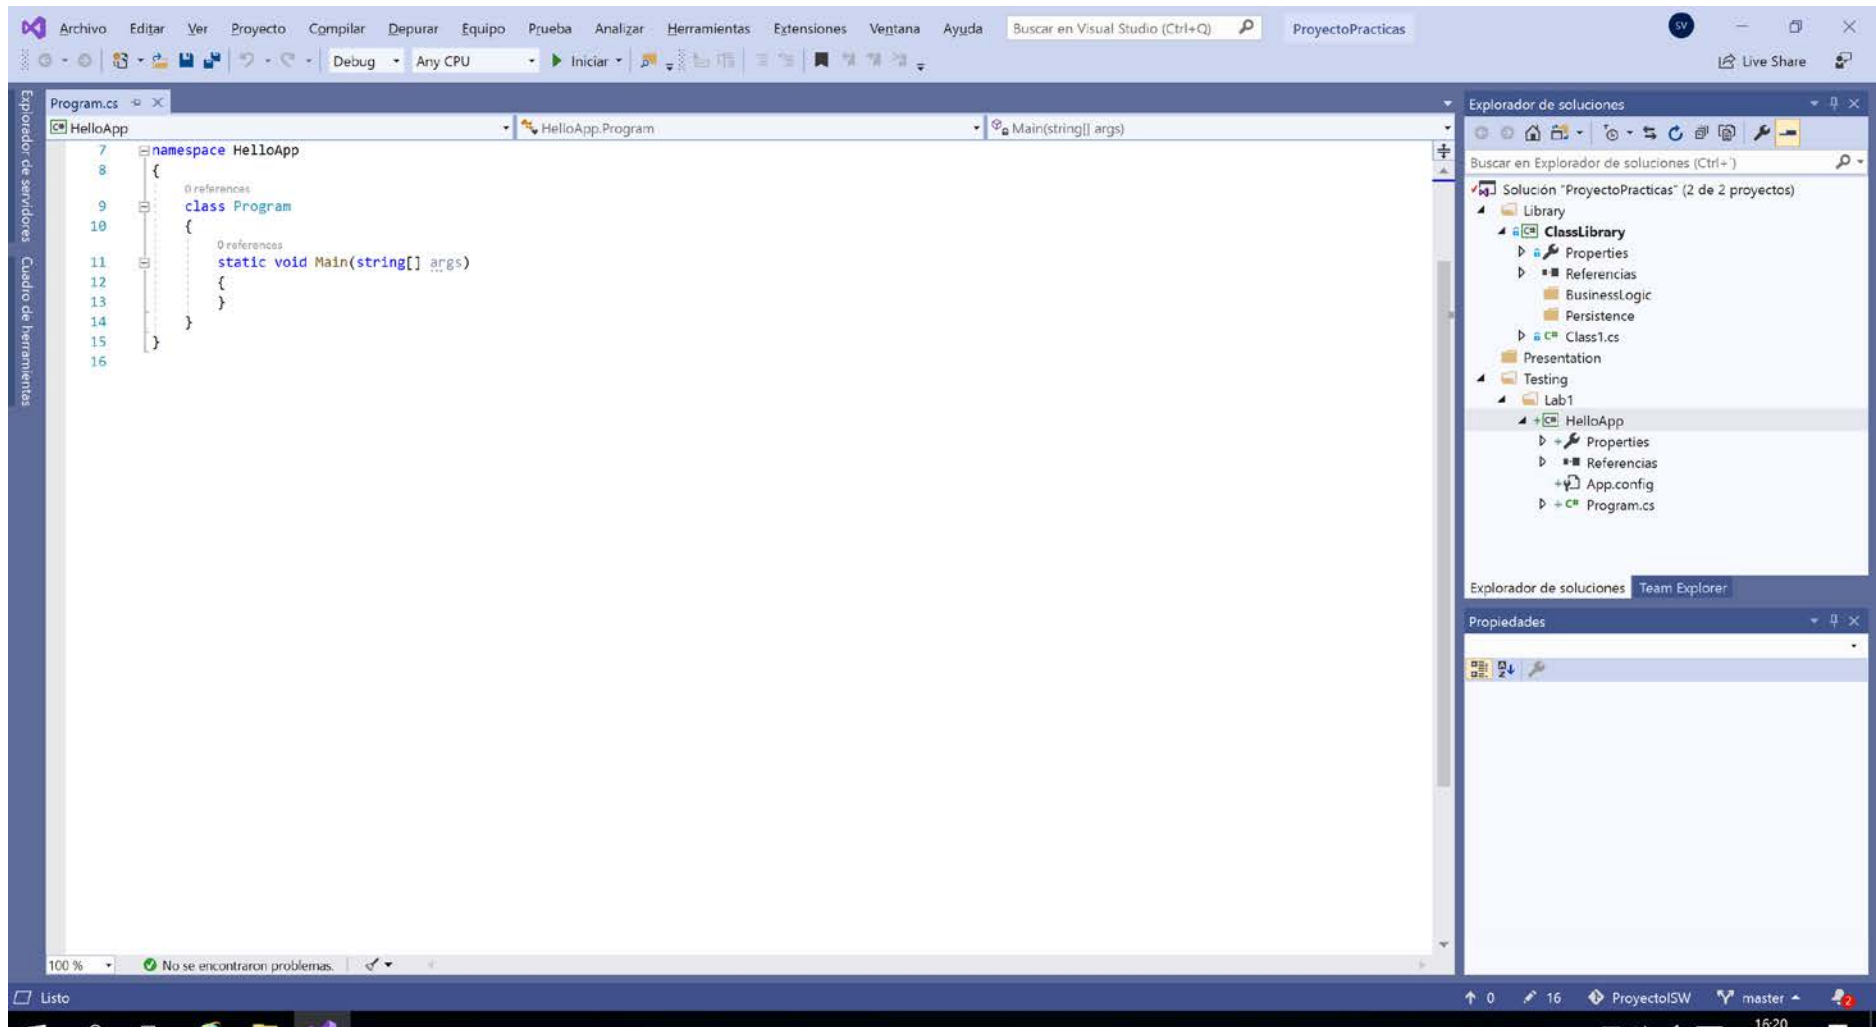 Archivo Editar Ver Proyecto Compilar Depurar Equipo Prueba Analizar Herramientas Extensiones Ventana Ayuda Buscar en Visual Studio (Ctrl+Q) ProyectoPracticas SV
Debug Any CPU Iniciar Live Share
Explorador de servidores
Cuadro de herramientas
Program.cs
HelloApp HelloApp.Program Main(string[] args)
7 namespace HelloApp
8 {
0 references
9 class Program
10 {
0 references
11 static void Main(string[] args)
12 {
13 }
14 }
15 }
16
100 % No se encontraron problemas.
Explorador de soluciones
Buscar en Explorador de soluciones (Ctrl+´)
Solución "ProyectoPracticas" (2 de 2 proyectos)
Library
C# ClassLibrary
Properties
Referencias
BusinessLogic
Persistence
C# Class1.cs
Presentation
Testing
Lab1
C# HelloApp
Properties
Referencias
App.config
C# Program.cs
Explorador de soluciones Team Explorer
Propiedades
Listo 0 16 ProyectoISW master 2
16:20